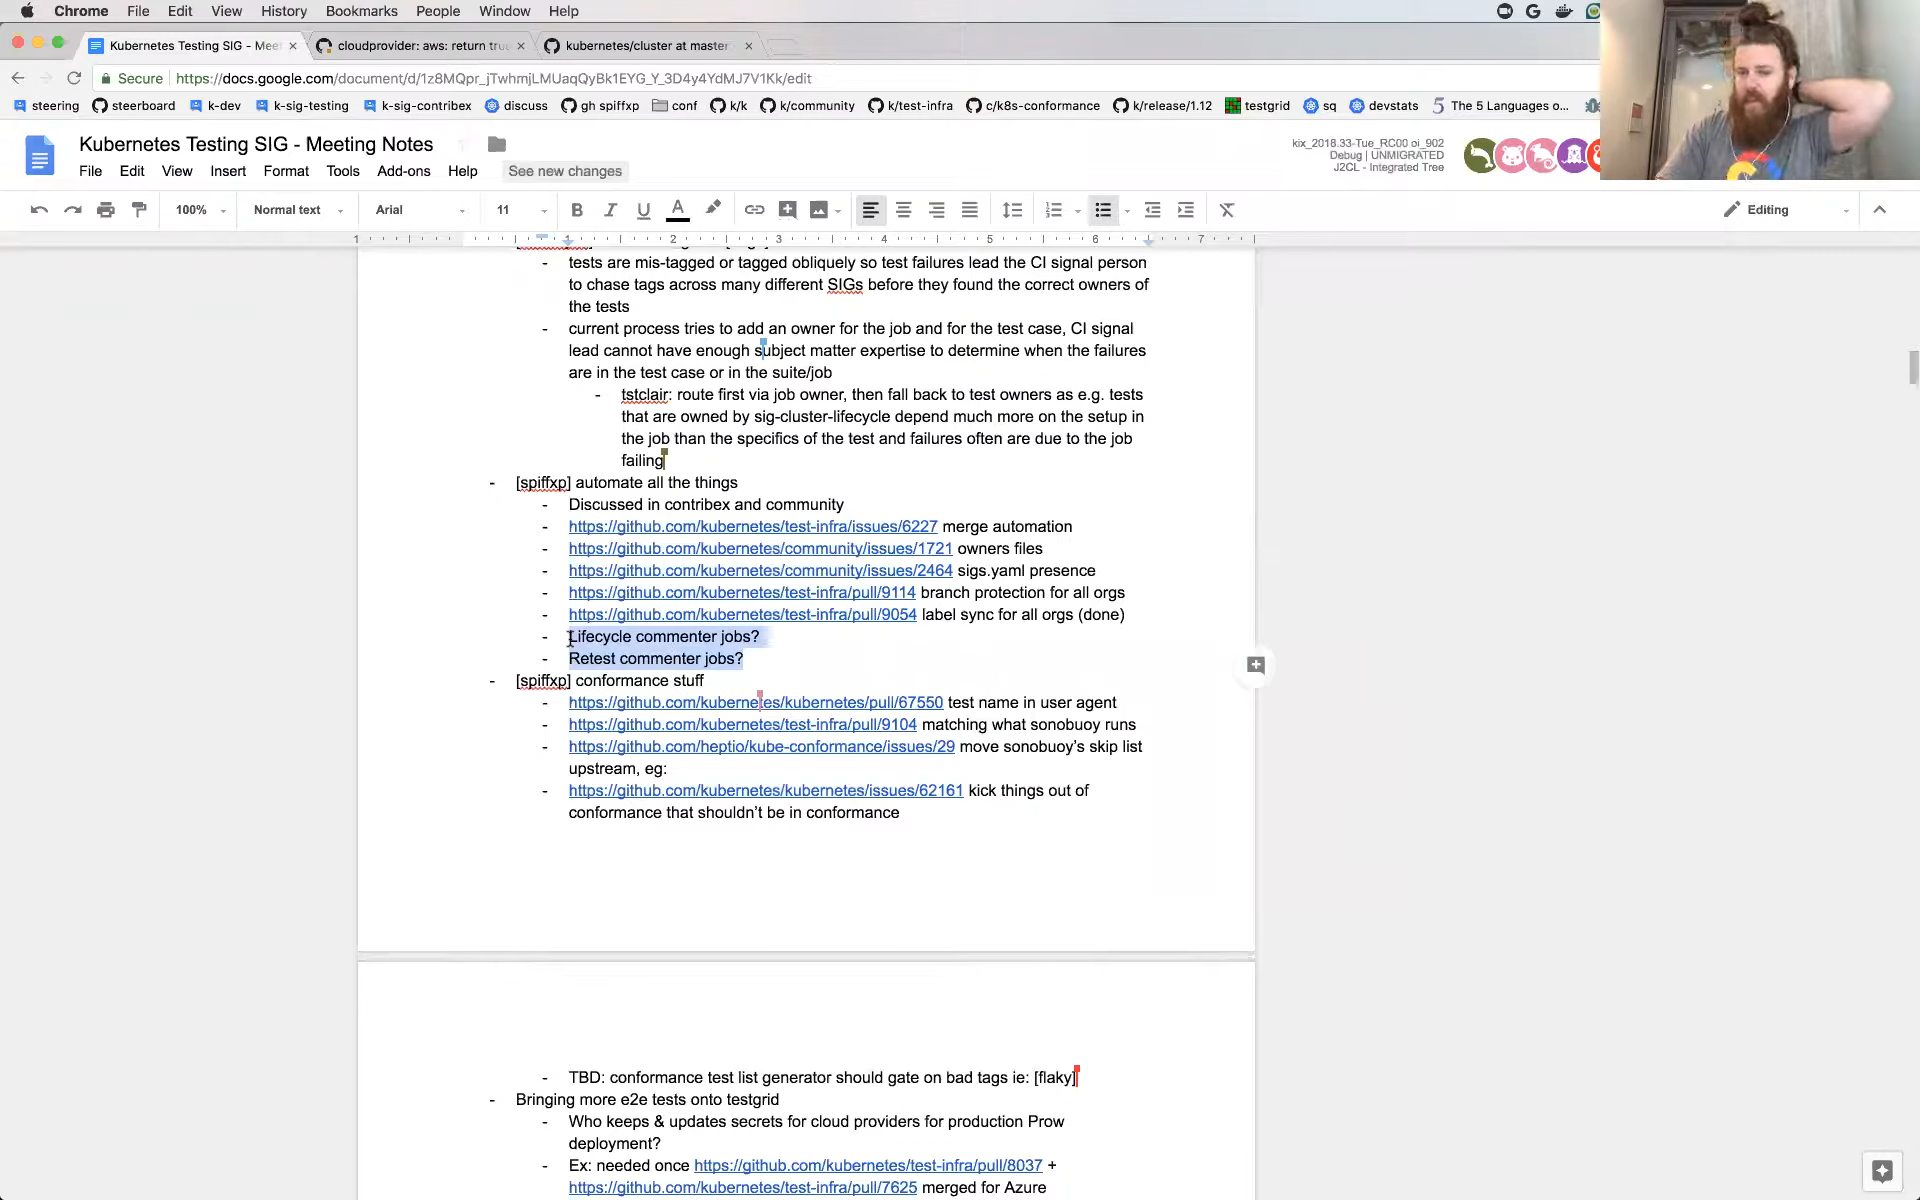 Chrome File Edit View History Bookmarks People Window Help
Kubernetes Testing SIG - Meet
cloudprovider: aws: return tru
kubernetes/cluster at master
Secure https://docs.google.com/document/d/1z8MQpr_jTwhmjLMUaqQyBk1EYG_Y_3D4y4YdMJ7V1Kk/edit
steering steerboard k-dev k-sig-testing k-sig-contribex discuss gh spiffxp conf k/k k/community k/test-infra c/k8s-conformance k/release/1.12 testgrid sq devstats The 5 Languages o...
Kubernetes Testing SIG - Meeting Notes
kix_2018.33-Tue_RC00 oi_902
Debug | UNMIGRATED
J2CL - Integrated Tree
File Edit View Insert Format Tools Add-ons Help See new changes
100% Normal text Arial 11 B I U A Editing
1 1 2 3 4 5 6 7
- tests are mis-tagged or tagged obliquely so test failures lead the CI signal person
to chase tags across many different SIGs before they found the correct owners of
the tests
- current process tries to add an owner for the job and for the test case, CI signal
lead cannot have enough subject matter expertise to determine when the failures
are in the test case or in the suite/job
- tstclair: route first via job owner, then fall back to test owners as e.g. tests
that are owned by sig-cluster-lifecycle depend much more on the setup in
the job than the specifics of the test and failures often are due to the job
failing
- [spiffxp] automate all the things
- Discussed in contribex and community
- https://github.com/kubernetes/test-infra/issues/6227 merge automation
- https://github.com/kubernetes/community/issues/1721 owners files
- https://github.com/kubernetes/community/issues/2464 sigs.yaml presence
- https://github.com/kubernetes/test-infra/pull/9114 branch protection for all orgs
- https://github.com/kubernetes/test-infra/pull/9054 label sync for all orgs (done)
- Lifecycle commenter jobs?
- Retest commenter jobs?
- [spiffxp] conformance stuff
- https://github.com/kubernetes/kubernetes/pull/67550 test name in user agent
- https://github.com/kubernetes/test-infra/pull/9104 matching what sonobuoy runs
- https://github.com/heptio/kube-conformance/issues/29 move sonobuoy's skip list
upstream, eg:
- https://github.com/kubernetes/kubernetes/issues/62161 kick things out of
conformance that shouldn't be in conformance
- TBD: conformance test list generator should gate on bad tags ie: [flaky]
- Bringing more e2e tests onto testgrid
- Who keeps & updates secrets for cloud providers for production Prow
deployment?
- Ex: needed once https://github.com/kubernetes/test-infra/pull/8037 +
https://github.com/kubernetes/test-infra/pull/7625 merged for Azure